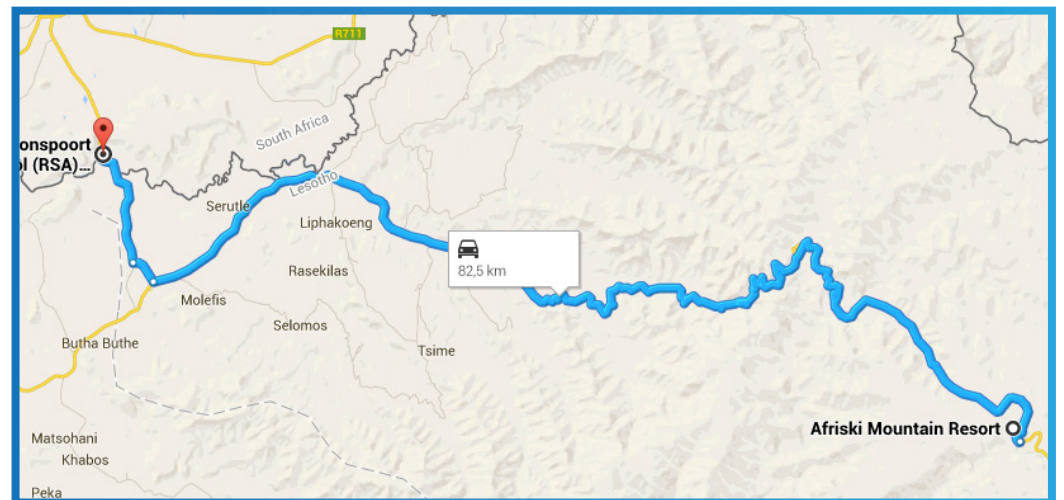 R711
South Africa
onspoort
ol (RSA)...
Lesotho
Serutle
Liphakoeng
82,5 km
Rasekilas
Molefis
Selomos
Butha Buthe
Tsime
Afriski Mountain Resort
Matsohani
Khabos
Peka